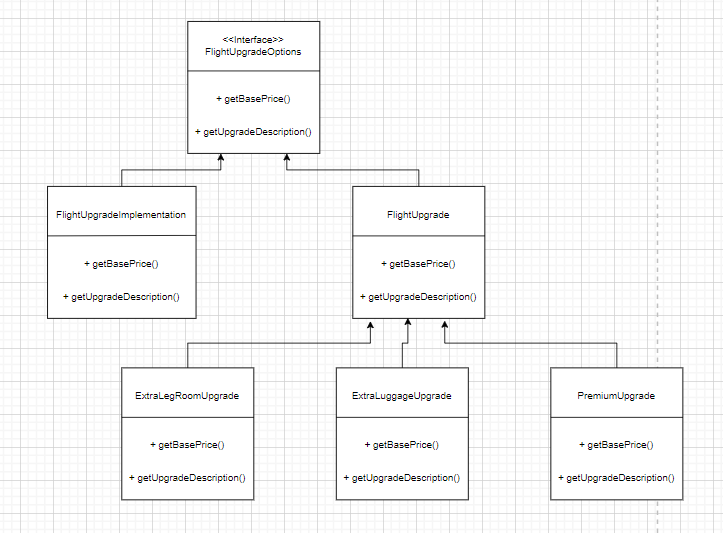 <<Interface>>
FlightUpgradeOptions
+ getBasePrice()
+ getUpgradeDescription()
FlightUpgradeImplementation
+ getBasePrice()
+ getUpgradeDescription()
FlightUpgrade
+ getBasePrice()
+ getUpgradeDescription()
ExtraLegRoomUpgrade
+ getBasePrice()
+ getUpgradeDescription()
ExtraLuggageUpgrade
+ getBasePrice()
+ getUpgradeDescription()
PremiumUpgrade
+ getBasePrice()
+ getUpgradeDescription()